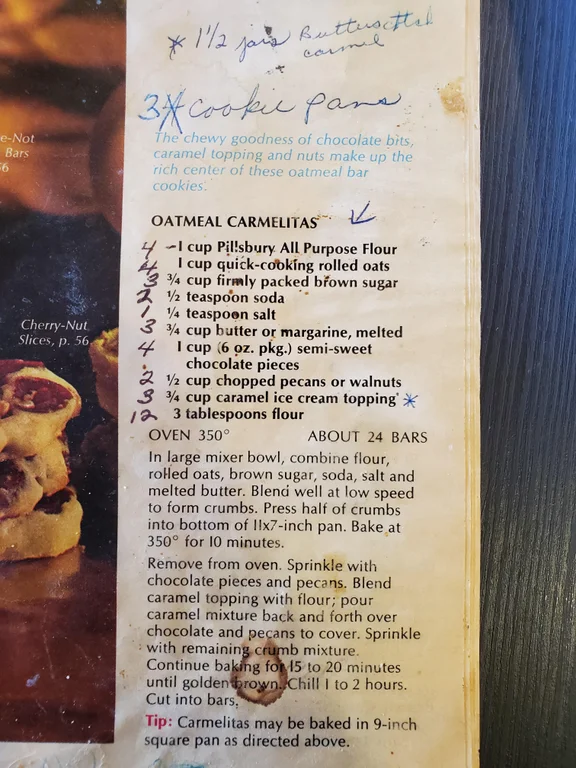 * 1½ jars Butterscotch
carmel
3* cookie pans
The chewy goodness of chocolate bits,
caramel topping and nuts make up the
rich center of these oatmeal bar
cookies.
e-Not
Bars
56
OATMEAL CARMELITAS
4 – 1 cup Pillsbury All Purpose Flour
4 1 cup quick-cooking rolled oats
3 ¾ cup firmly packed brown sugar
2 ½ teaspoon soda
1 ¼ teaspoon salt
3 ¾ cup butter or margarine, melted
4 1 cup (6 oz. pkg.) semi-sweet
chocolate pieces
2 ½ cup chopped pecans or walnuts
3 ¾ cup caramel ice cream topping *
12 3 tablespoons flour
Cherry-Nut
Slices, p. 56
OVEN 350° ABOUT 24 BARS
In large mixer bowl, combine flour,
rolled oats, brown sugar, soda, salt and
melted butter. Blend well at low speed
to form crumbs. Press half of crumbs
into bottom of 11x7-inch pan. Bake at
350° for 10 minutes.
Remove from oven. Sprinkle with
chocolate pieces and pecans. Blend
caramel topping with flour; pour
caramel mixture back and forth over
chocolate and pecans to cover. Sprinkle
with remaining crumb mixture.
Continue baking for 15 to 20 minutes
until golden brown. Chill 1 to 2 hours.
Cut into bars.
Tip: Carmelitas may be baked in 9-inch
square pan as directed above.